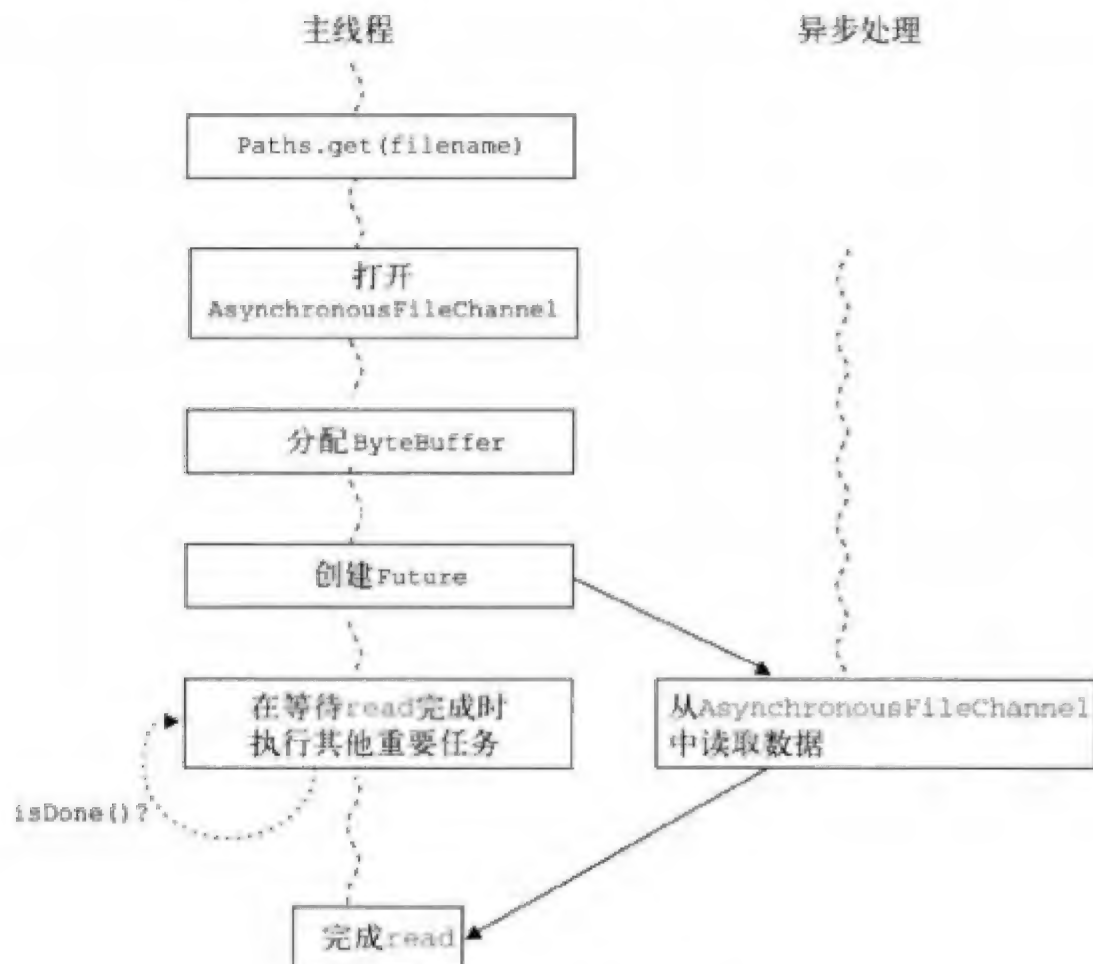 主线程
异步处理
Paths.get(filename)
打开
AsynchronousFileChannel
分配ByteBuffer
创建Future
在等待read完成时
执行其他重要任务
从AsynchronousFileChannel
中读取数据
isDone()?
完成read